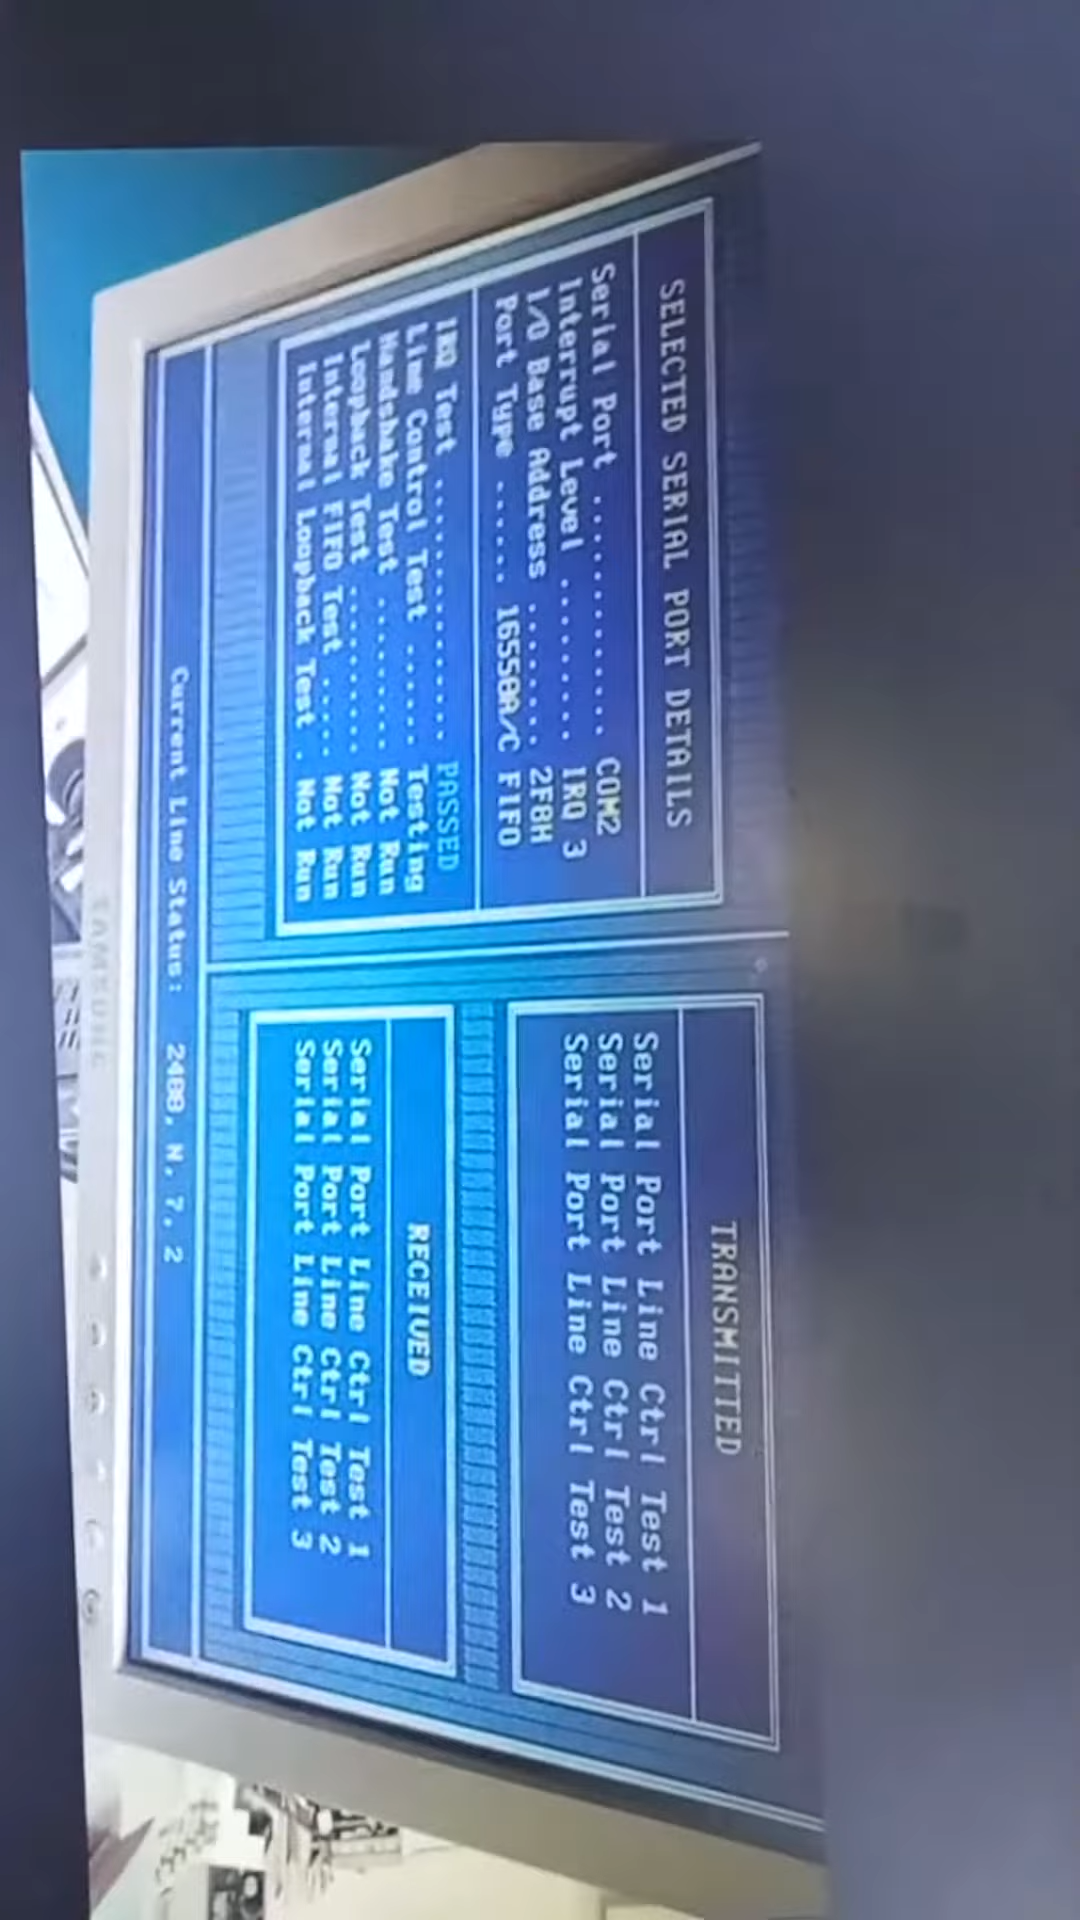 SELECTED SERIAL PORT DETAILS
Serial Port ............. COM2
Interrupt Level ......... IRQ 3
I/O Base Address ........ 2F8H
Port Type ...... 16550A/C FIFO
IRQ Test ............... PASSED
Line Control Test ...... Testing
Handshake Test ......... Not Run
Loopback Test .......... Not Run
Internal FIFO Test ..... Not Run
Internal Loopback Test . Not Run
TRANSMITTED
Serial Port Line Ctrl Test 1
Serial Port Line Ctrl Test 2
Serial Port Line Ctrl Test 3
RECEIVED
Serial Port Line Ctrl Test 1
Serial Port Line Ctrl Test 2
Serial Port Line Ctrl Test 3
Current Line Status: 2400, N, 7, 2
SAMSUNG